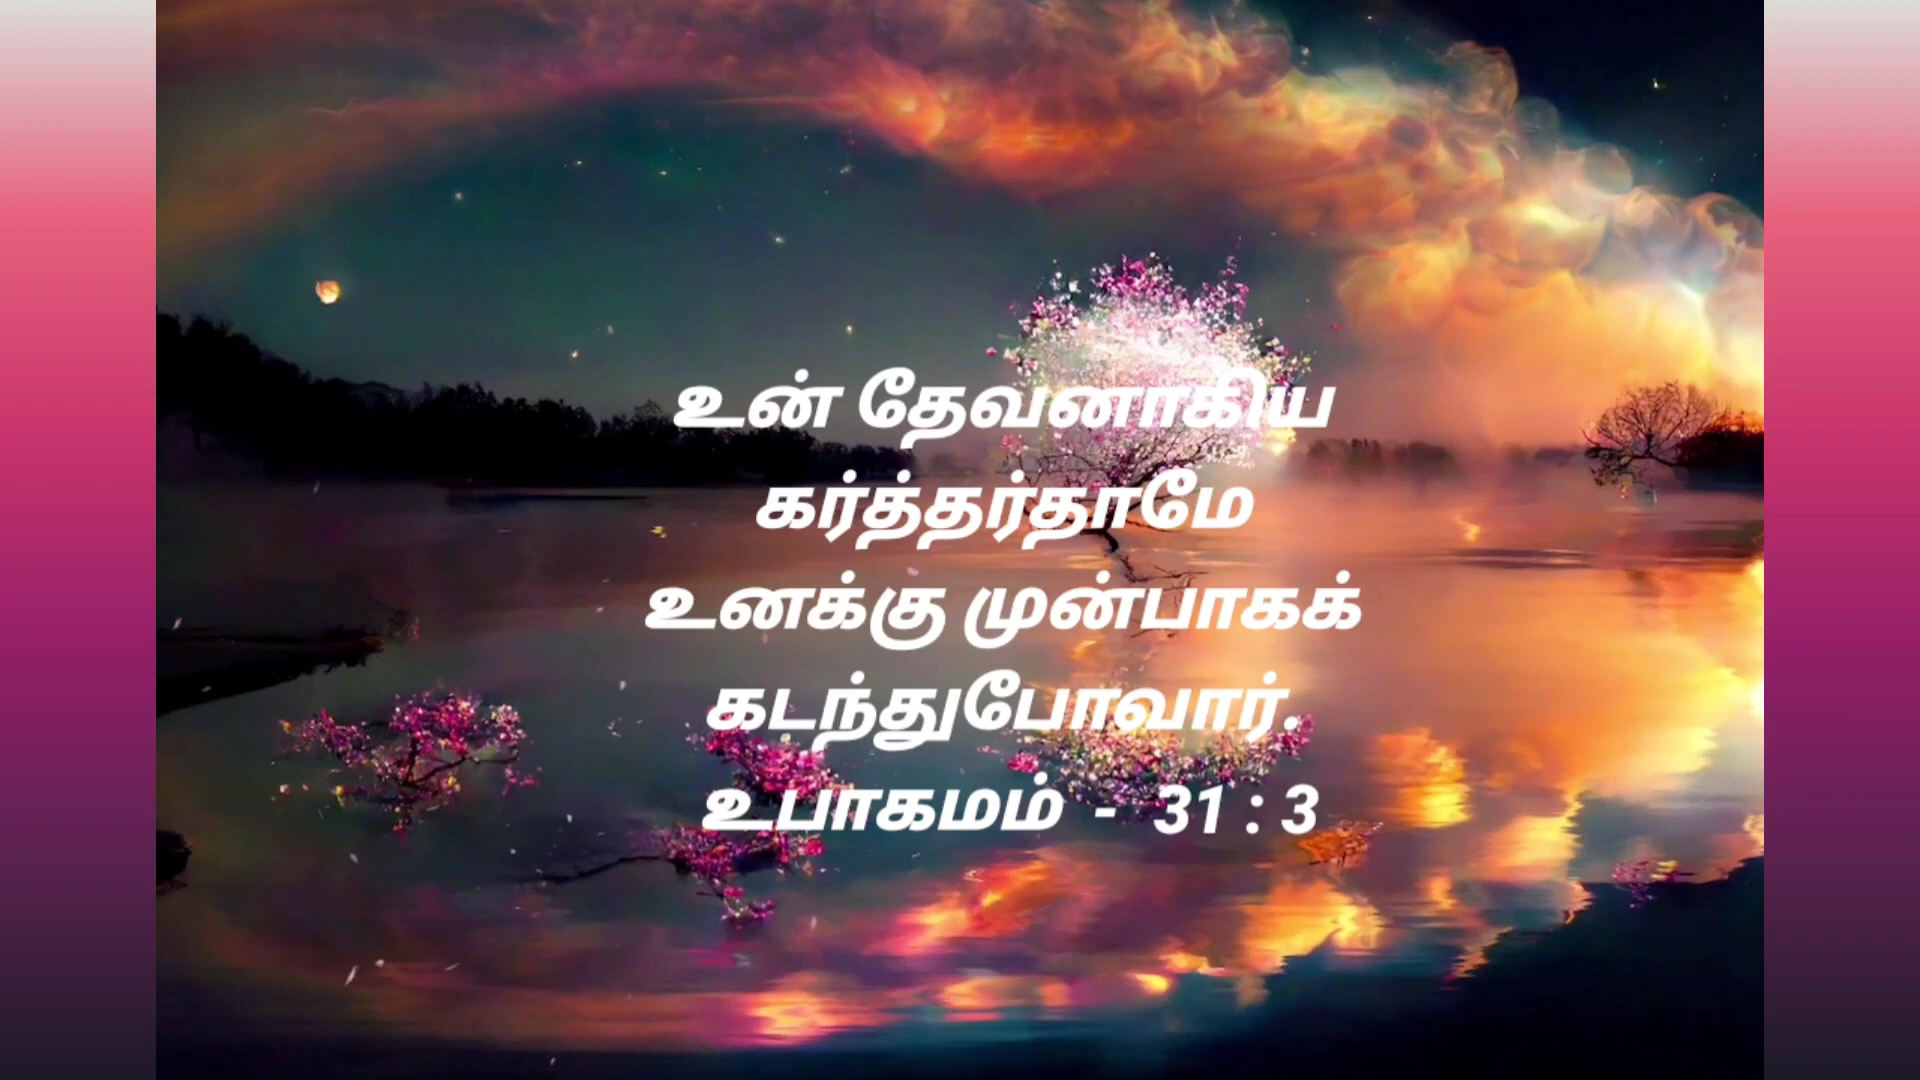 உன் தேவனாகிய
கர்த்தர்தாமே
உனக்கு முன்பாகக்
கடந்துபோவார்.
உபாகமம் - 31 : 3